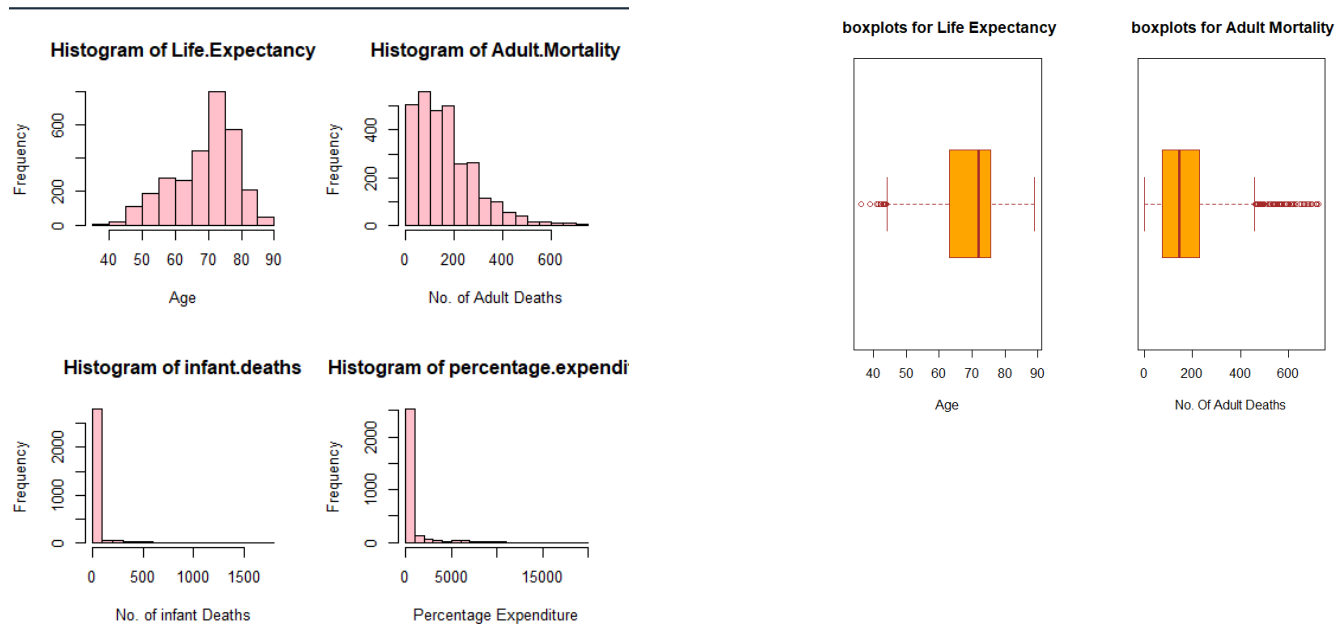 Histogram of Life.Expectancy
Frequency
200
600
0
40 50 60 70 80 90
Age
Histogram of Adult.Mortality
Frequency
0
200
400
0 200 400 600
No. of Adult Deaths
boxplots for Life Expectancy
40 50 60 70 80 90
Age
boxplots for Adult Mortality
0 200 400 600
No. Of Adult Deaths
Histogram of infant.deaths
Frequency
0
1000
2000
0 500 1000 1500
No. of infant Deaths
Histogram of percentage.expendi
Frequency
0
1000
2000
0 5000 15000
Percentage Expenditure